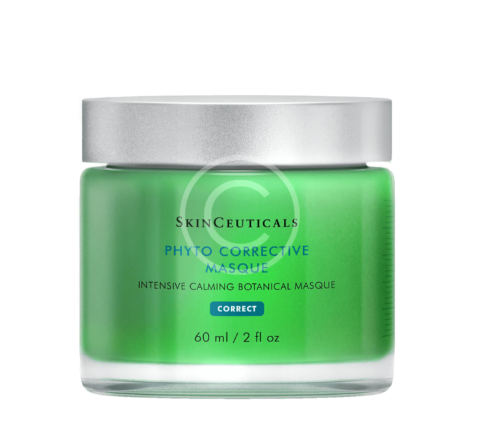 SKINCEUTICALS
PHYTO CORRECTIVE
MASQUE
INTENSIVE CALMING BOTANICAL MASQUE
CORRECT
60 ml / 2 fl oz